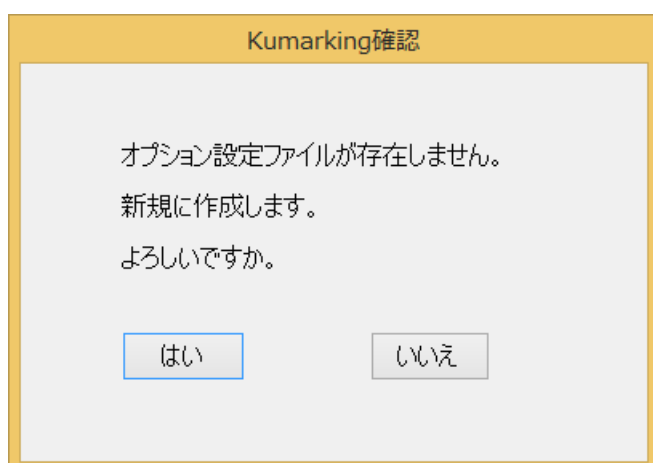 Kumarking確認
オプション設定ファイルが存在しません。
新規に作成します。
よろしいですか。
はい
いいえ